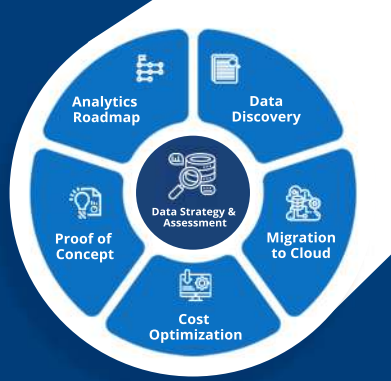 Analytics
Roadmap
Data
Discovery
Data Strategy &
Assessment
Proof of
Concept
Migration
to Cloud
Cost
Optimization